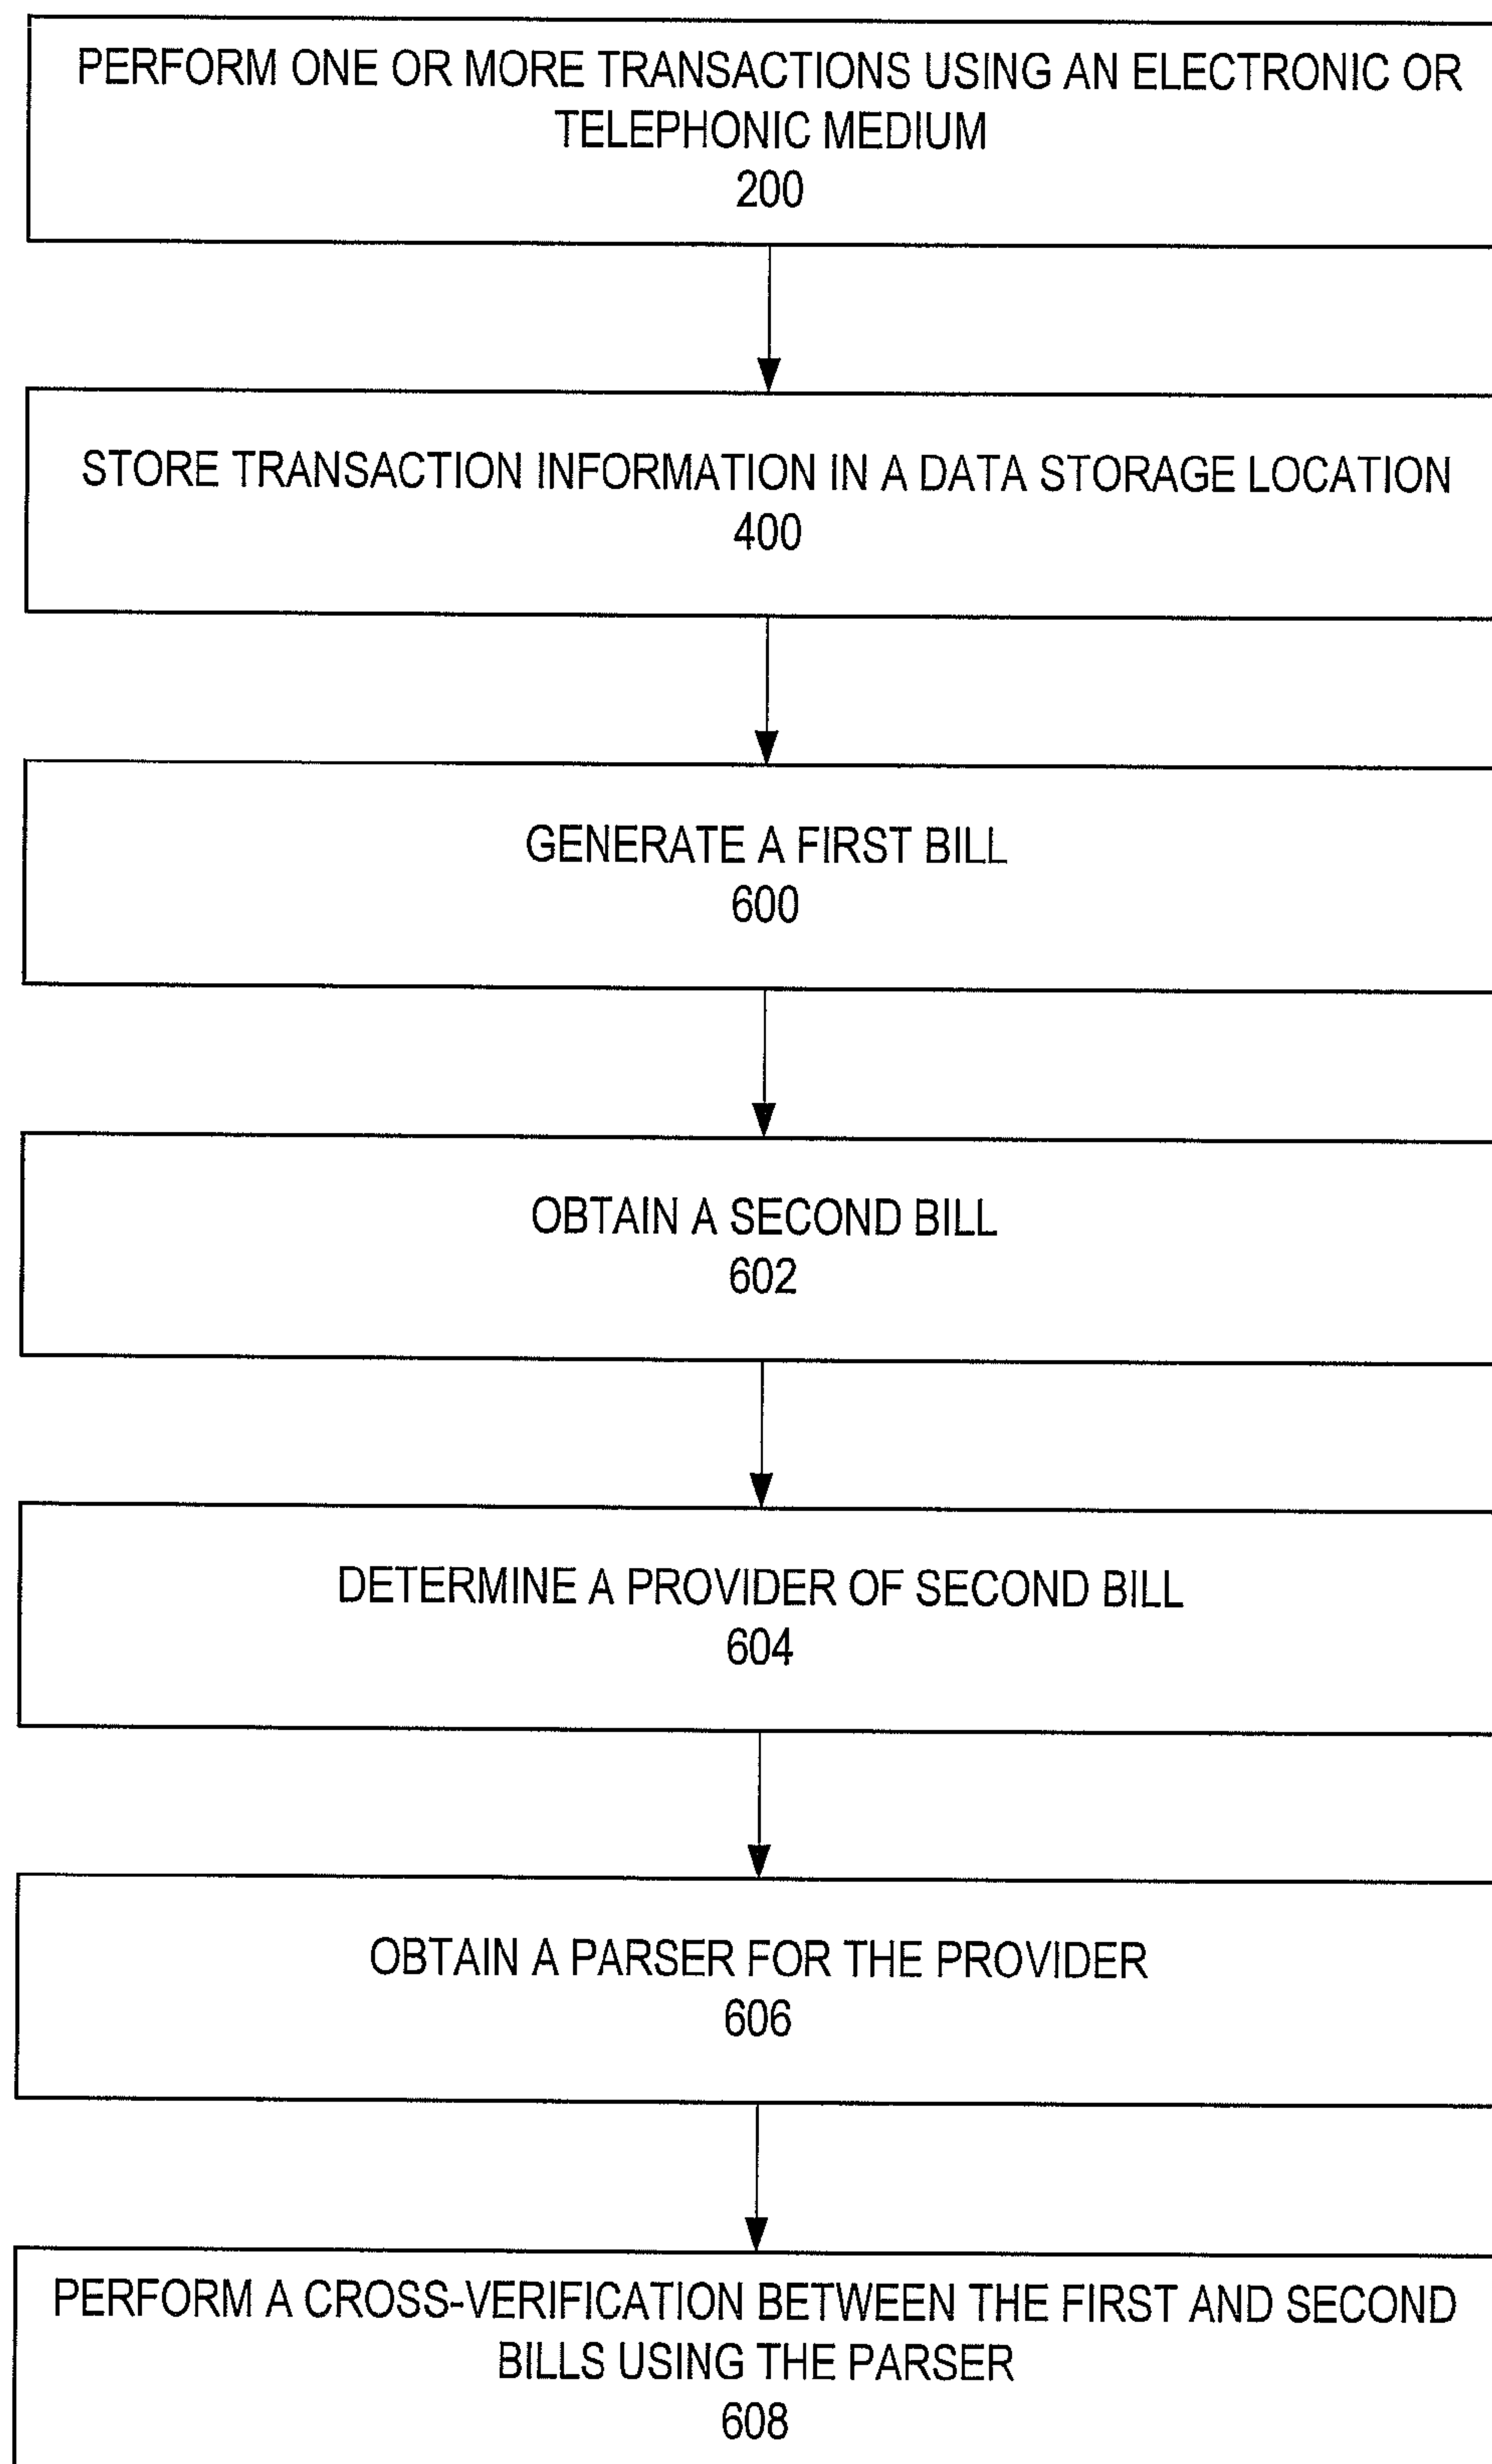 PERFORM ONE OR MORE TRANSACTIONS USING AN ELECTRONIC OR
TELEPHONIC MEDIUM
200
STORE TRANSACTION INFORMATION IN A DATA STORAGE LOCATION
400
GENERATE A FIRST BILL
600
OBTAIN A SECOND BILL
602
DETERMINE A PROVIDER OF SECOND BILL
604
OBTAIN A PARSER FOR THE PROVIDER
606
PERFORM A CROSS-VERIFICATION BETWEEN THE FIRST AND SECOND
BILLS USING THE PARSER
608